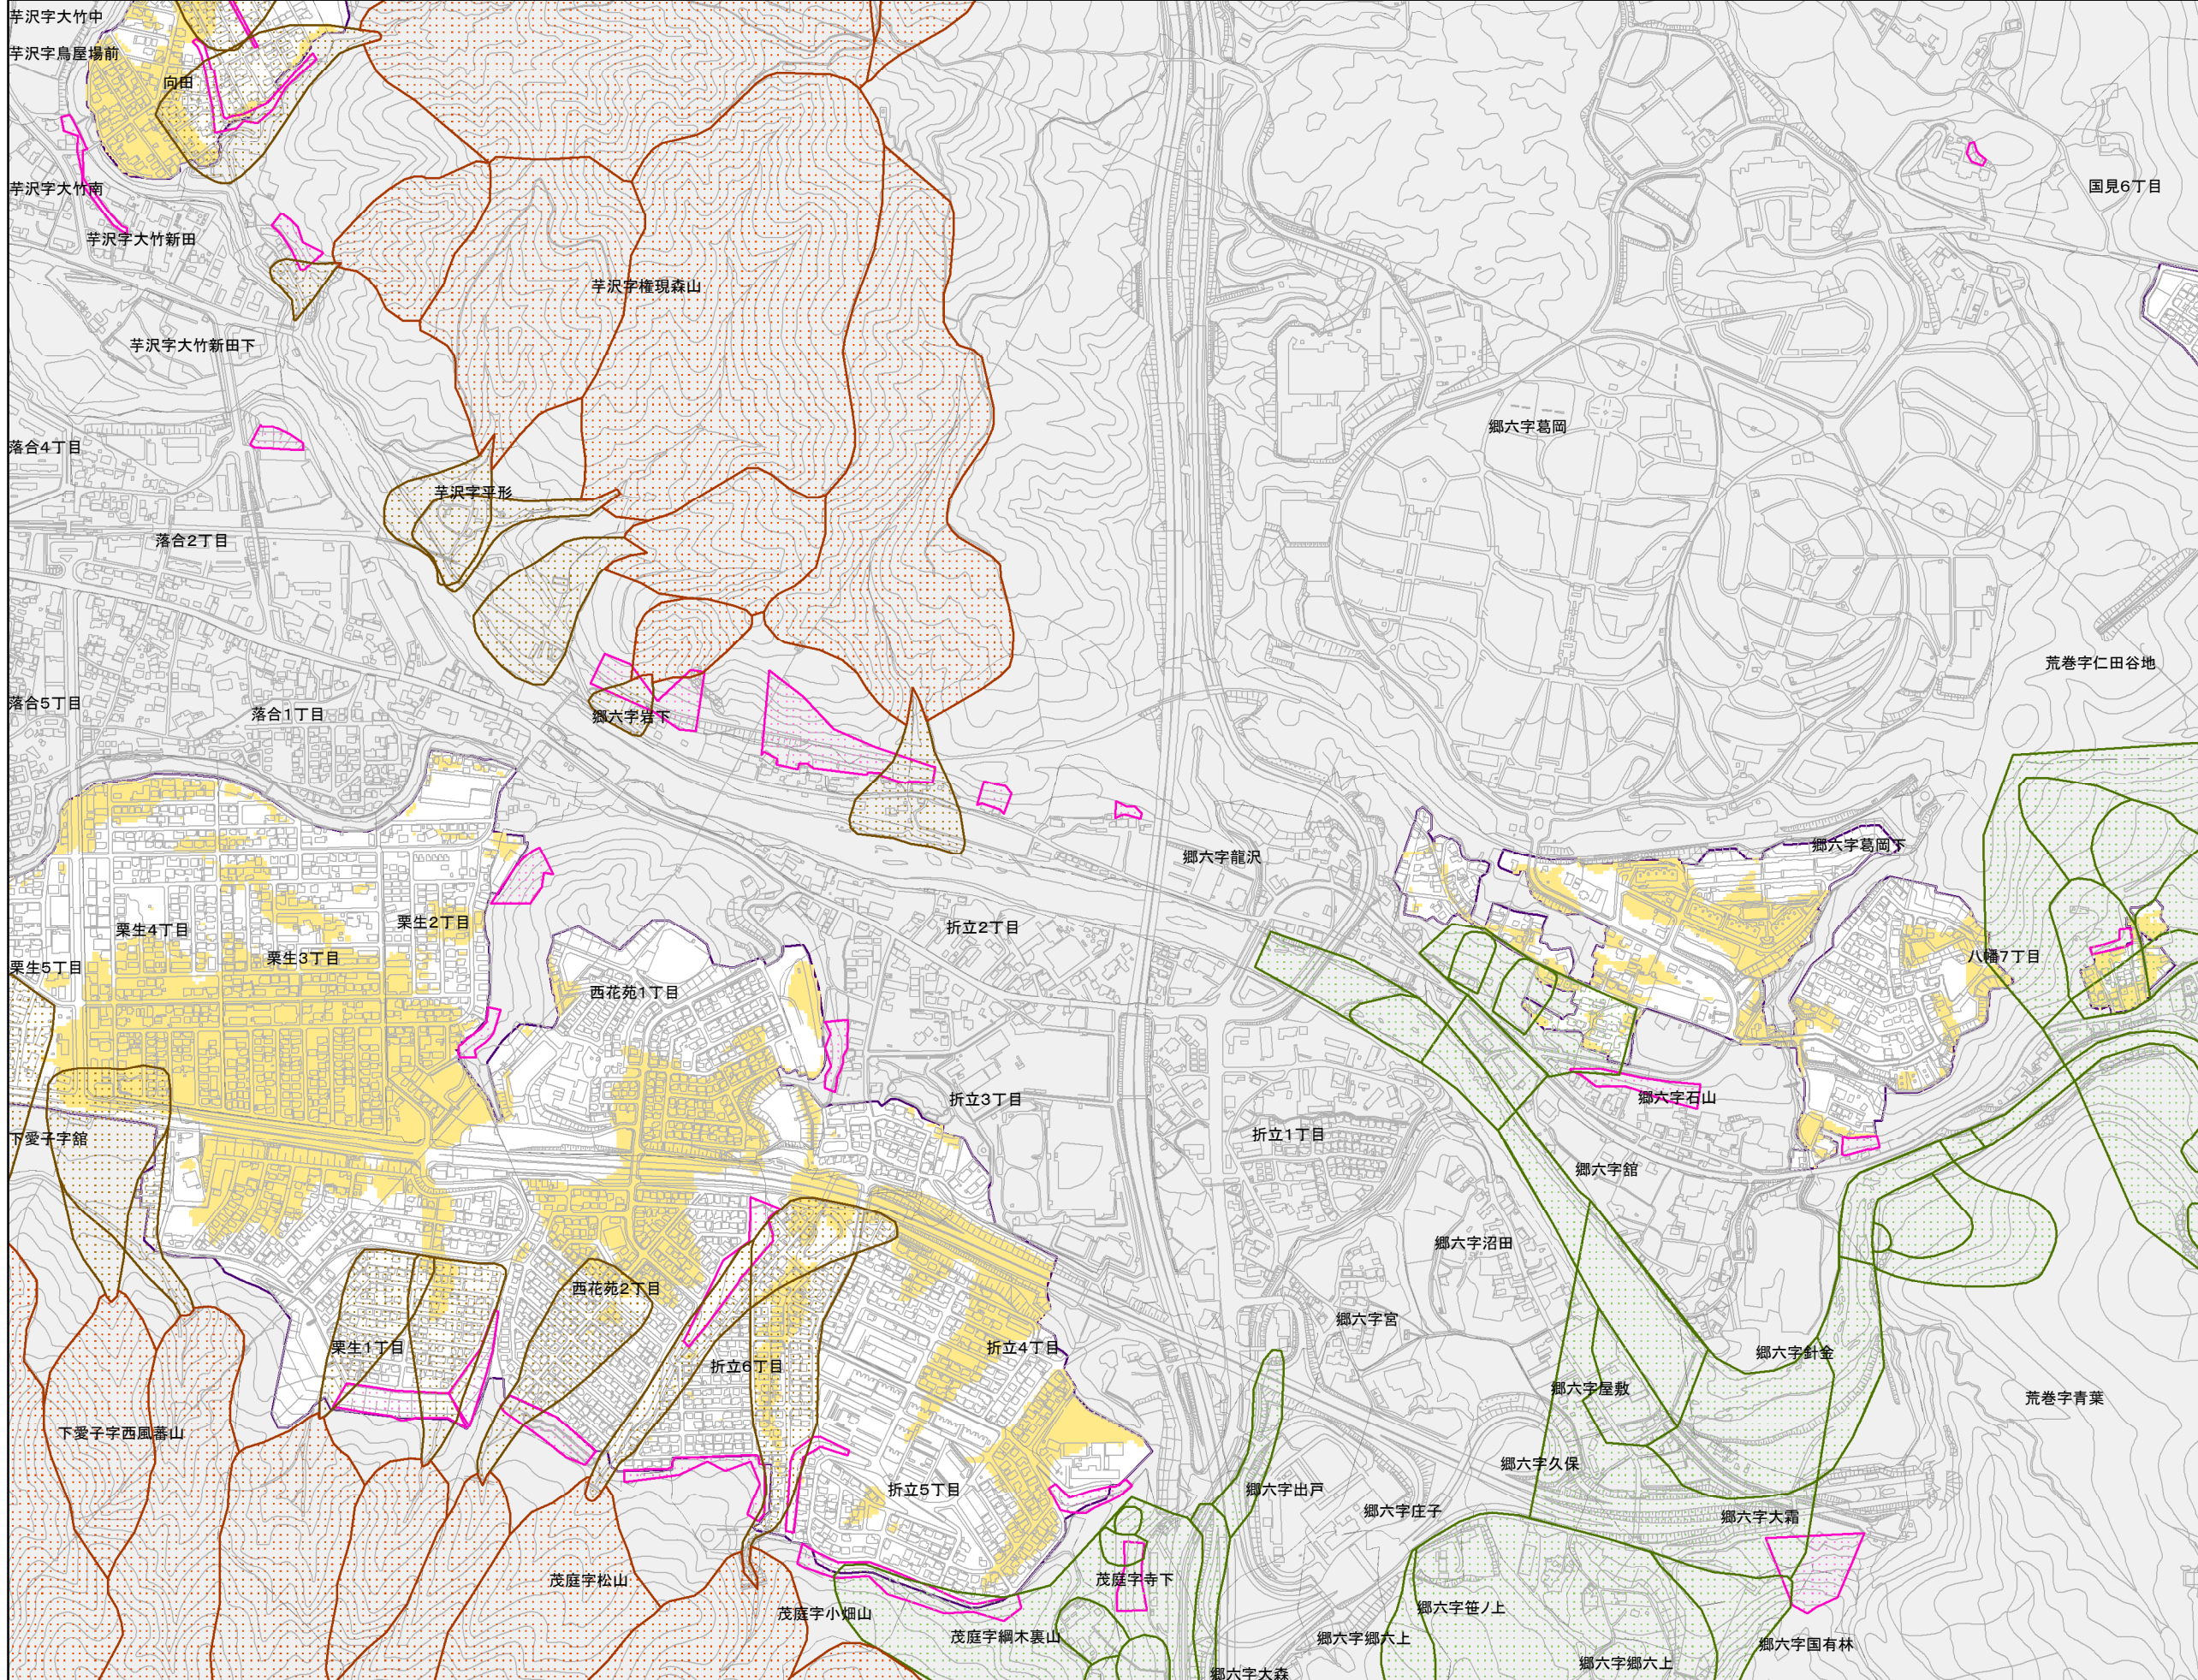 芋沢字大竹中
芋沢字鳥屋場前
向田
芋沢字大竹南
国見6丁目
芋沢字大竹新田
芋沢字権現森山
芋沢字大竹新田下
郷六字葛岡
落合4丁目
芋沢字平形
落合2丁目
荒巻字仁田谷地
落合5丁目
落合1丁目
郷六字岩下
郷六字葛岡下
郷六字龍沢
栗生2丁目
折立2丁目
栗生4丁目
八幡7丁目
栗生3丁目
栗生5丁目
西花苑1丁目
郷六字石山
折立3丁目
折立1丁目
下愛子字舘
郷六字舘
郷六字沼田
西花苑2丁目
郷六字宮
栗生1丁目
折立4丁目
郷六字針金
折立6丁目
郷六字屋敷
荒巻字青葉
下愛子字西風蕃山
郷六字久保
折立5丁目
郷六字出戸
郷六字庄子
郷六字大霜
茂庭字松山
茂庭字寺下
郷六字笹ノ上
茂庭字小畑山
茂庭字綱木裏山
郷六字郷六上
郷六字国有林
郷六字郷六上
郷六字大森